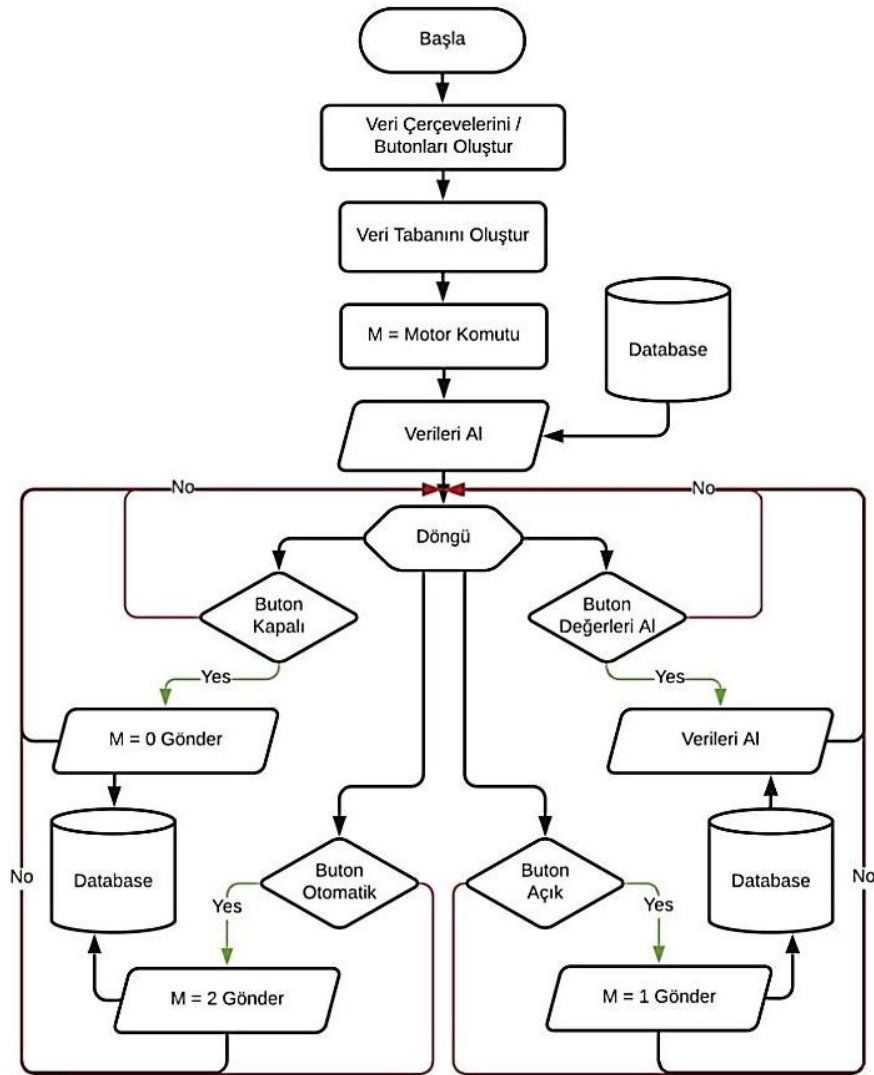 Başla
Veri Çerçevelerini /
Butonları Oluştur
Veri Tabanını Oluştur
M = Motor Komutu
Database
Verileri Al
No
No
Döngü
Buton
Kapalı
Buton
Değerleri Al
Yes
Yes
M = 0 Gönder
Verileri Al
Database
Buton
Otomatik
Buton
Açık
Database
No
No
Yes
Yes
M = 2 Gönder
M = 1 Gönder